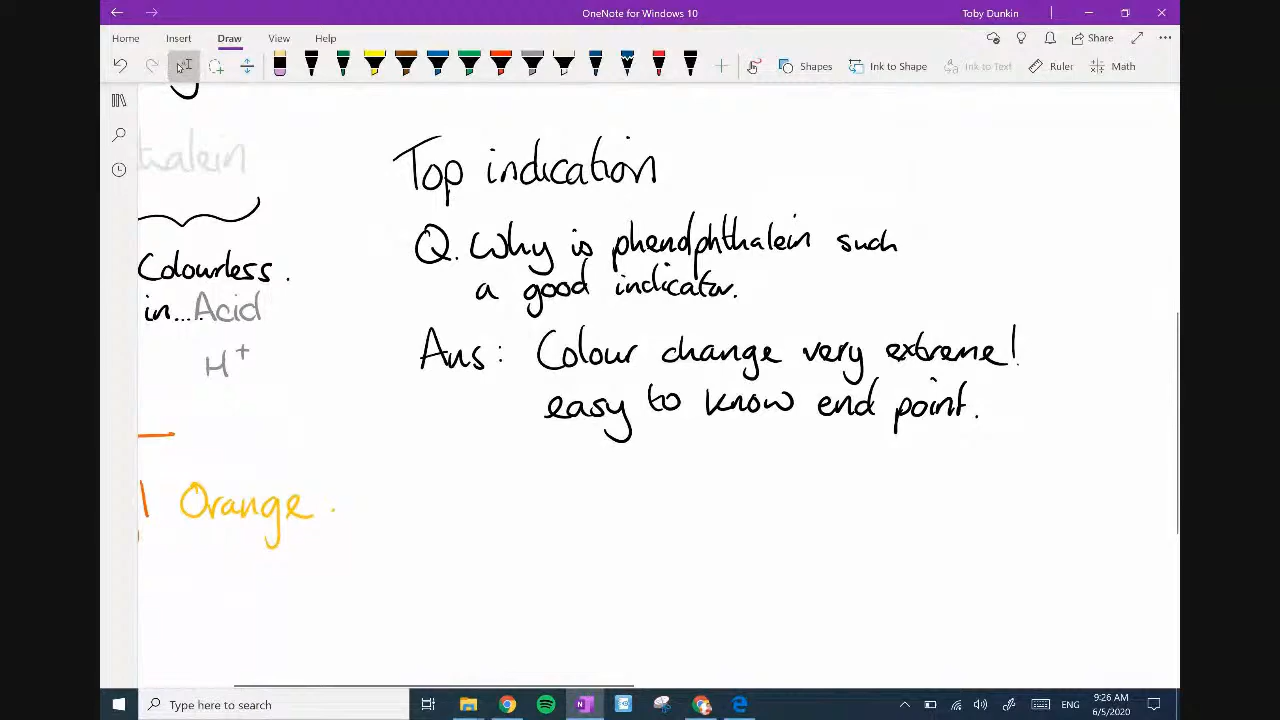 OneNote for Windows 10
Toby Dunkin
Home Insert Draw View Help
Share
Shapes
Ink to Shape
Ink to Text
Ruler
Math
thalein
Colourless.
in... Acid
H+
Orange.
Top indication
Q. Why is phenolphthalein such
a good indicator.
Ans: Colour change very extreme!
easy to know end point.
Type here to search
ENG
9:26 AM
6/5/2020